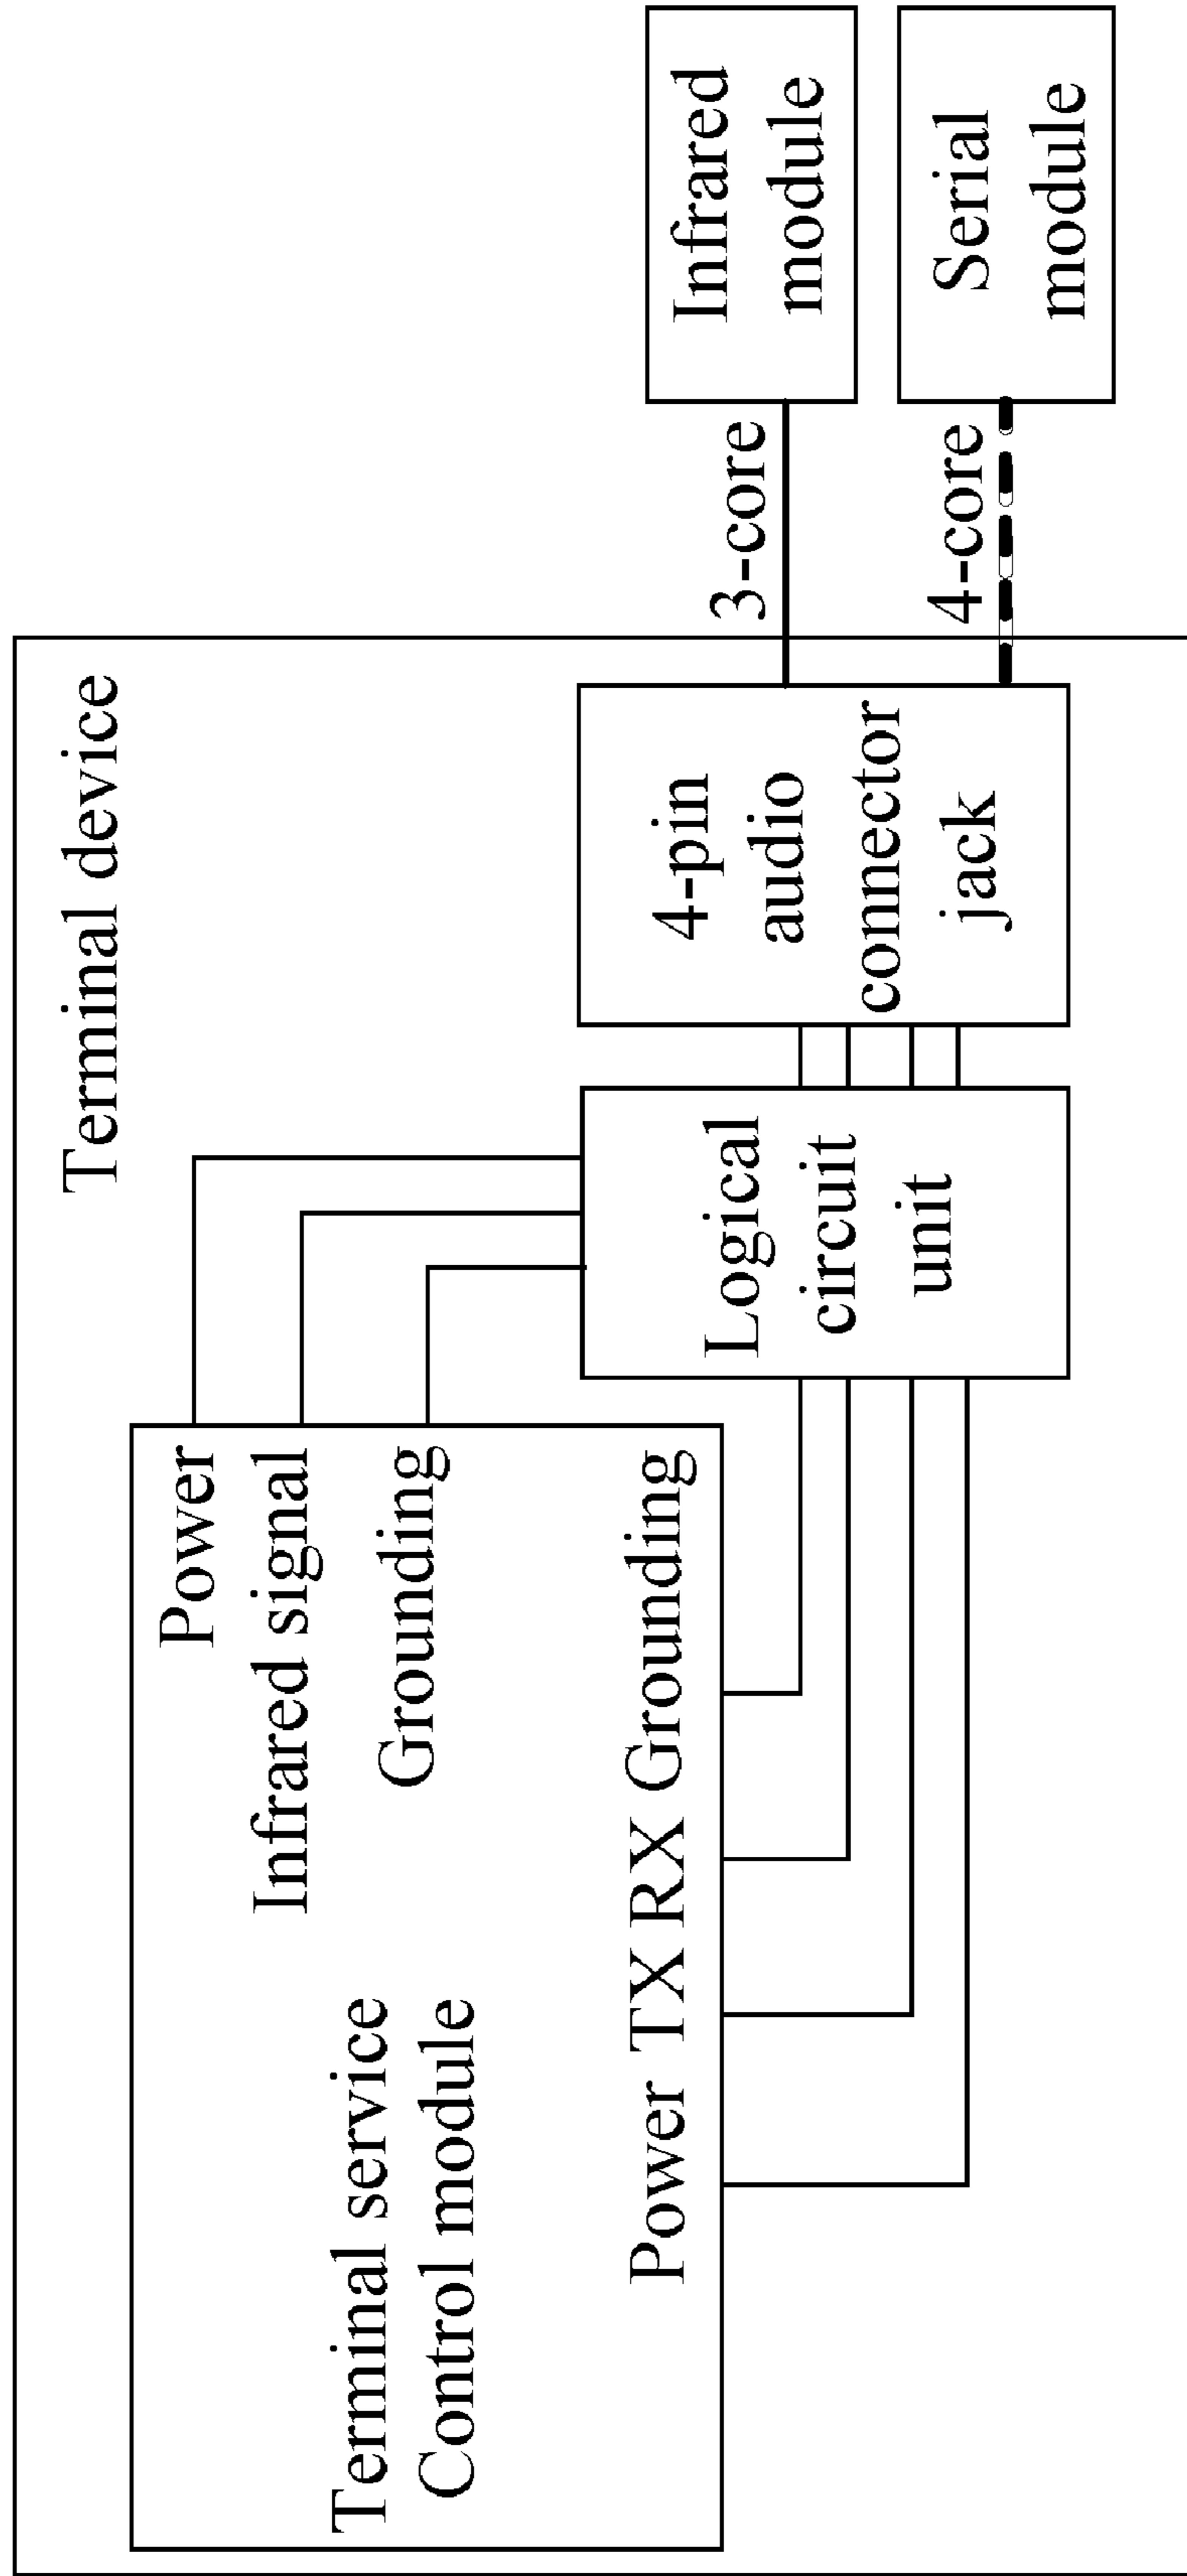 Terminal device
Power
Infrared signal
Grounding
Terminal service
Control module
Power TX RX Grounding
Logical
circuit
unit
4-pin
audio
connector
jack
3-core
4-core
Infrared
module
Serial
module